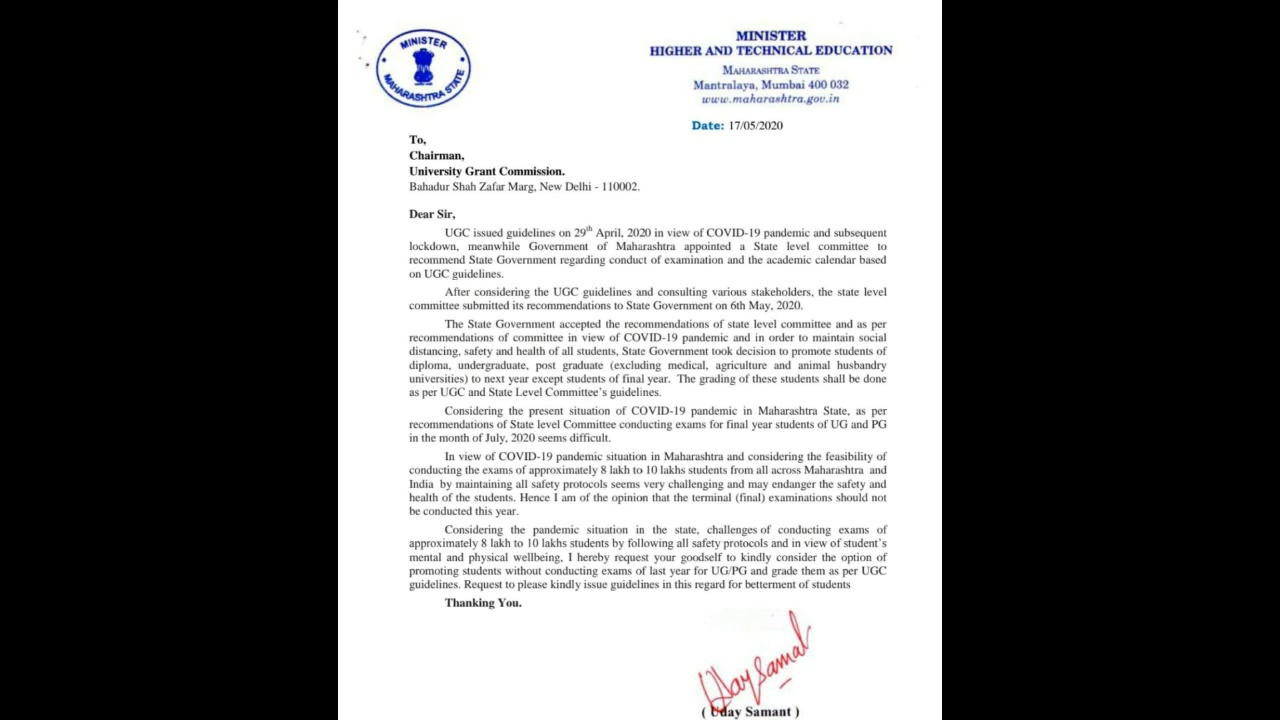 MINISTER
MAHARASHTRA STATE
MINISTER
HIGHER AND TECHNICAL EDUCATION
MAHARASHTRA STATE
Mantralaya, Mumbai 400 032
www.maharashtra.gov.in
Date: 17/05/2020
To,
Chairman,
University Grant Commission.
Bahadur Shah Zafar Marg, New Delhi - 110002.
Dear Sir,
UGC issued guidelines on 29th April, 2020 in view of COVID-19 pandemic and subsequent
lockdown, meanwhile Government of Maharashtra appointed a State level committee to
recommend State Government regarding conduct of examination and the academic calendar based
on UGC guidelines.
After considering the UGC guidelines and consulting various stakeholders, the state level
committee submitted its recommendations to State Government on 6th May, 2020.
The State Government accepted the recommendations of state level committee and as per
recommendations of committee in view of COVID-19 pandemic and in order to maintain social
distancing, safety and health of all students, State Government took decision to promote students of
diploma, undergraduate, post graduate (excluding medical, agriculture and animal husbandry
universities) to next year except students of final year. The grading of these students shall be done
as per UGC and State Level Committee's guidelines.
Considering the present situation of COVID-19 pandemic in Maharashtra State, as per
recommendations of State level Committee conducting exams for final year students of UG and PG
in the month of July, 2020 seems difficult.
In view of COVID-19 pandemic situation in Maharashtra and considering the feasibility of
conducting the exams of approximately 8 lakh to 10 lakhs students from all across Maharashtra and
India by maintaining all safety protocols seems very challenging and may endanger the safety and
health of the students. Hence I am of the opinion that the terminal (final) examinations should not
be conducted this year.
Considering the pandemic situation in the state, challenges of conducting exams of
approximately 8 lakh to 10 lakhs students by following all safety protocols and in view of student's
mental and physical wellbeing, I hereby request your goodself to kindly consider the option of
promoting students without conducting exams of last year for UG/PG and grade them as per UGC
guidelines. Request to please kindly issue guidelines in this regard for betterment of students
Thanking You.
Uday Samant
( Uday Samant )